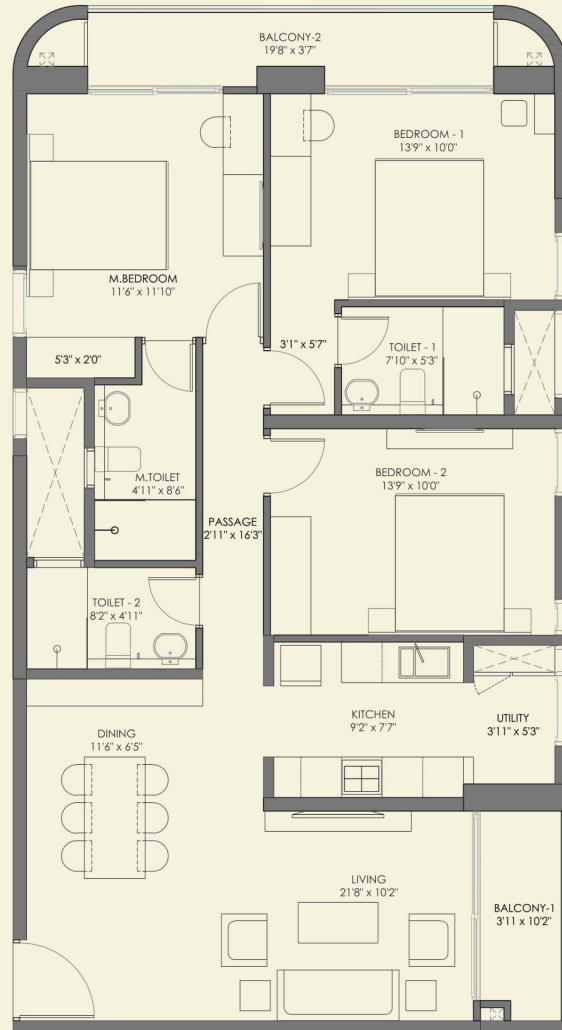 BALCONY-2
19'8" x 3'7"
BEDROOM - 1
13'9" x 10'0"
M.BEDROOM
11'6" x 11'10"
5'3" x 2'0"
3'1" x 5'7"
TOILET - 1
7'10" x 5'3"
M.TOILET
4'11" x 8'6"
BEDROOM - 2
13'9" x 10'0"
PASSAGE
2'11" x 16'3"
TOILET - 2
8'2" x 4'11"
KITCHEN
9'2" x 7'7"
UTILITY
3'11" x 5'3"
DINING
11'6" x 6'5"
LIVING
21'8" x 10'2"
BALCONY-1
3'11 x 10'2"